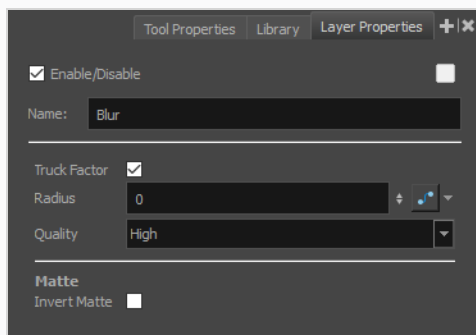 Tool Properties Library Layer Properties
Enable/Disable
Name: Blur
Truck Factor
Radius 0
Quality High
Matte
Invert Matte